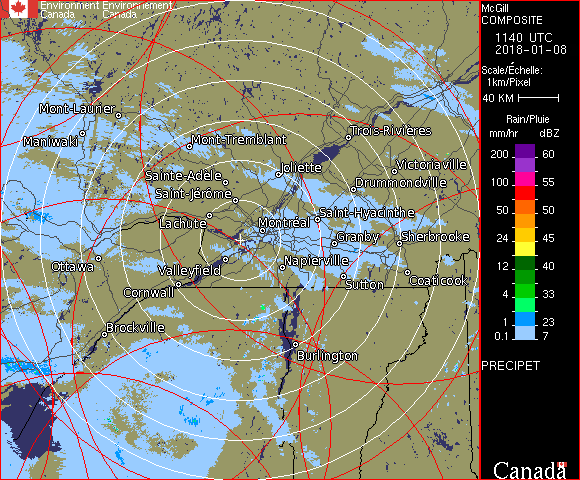 Environment Environnement
Canada Canada
McGill
COMPOSITE
1140 UTC
2018-01-08
Scale/Échelle:
1km/Pixel
40 KM
Rain/Pluie
mm/hr dBZ
200 60
100 55
50 50
24 45
12 40
4 33
1 23
0.1 7
PRECIPET
Canada
Mont-Laurier
Maniwaki
Mont-Tremblant
Trois-Rivières
Sainte-Adèle
Joliette
Victoriaville
Saint-Jérôme
Drummondville
Lachute
Montréal
Saint-Hyacinthe
Granby
Sherbrooke
Ottawa
Valleyfield
Napierville
Cornwall
Sutton
Coaticook
Brockville
Burlington